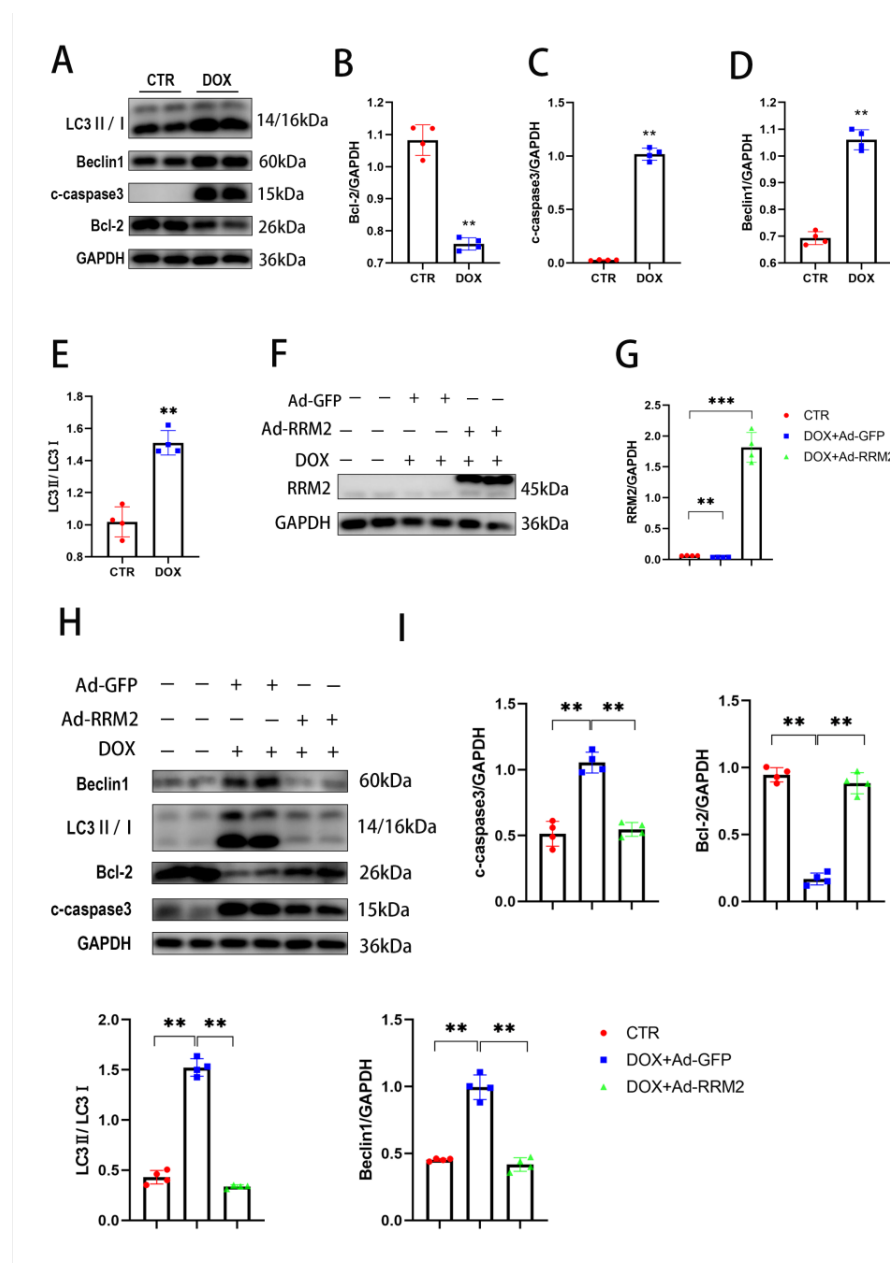 A
CTR DOX
LC3 II / I 14/16kDa
Beclin1 60kDa
c-caspase3 15kDa
Bcl-2 26kDa
GAPDH 36kDa
B
Bcl-2/GAPDH
1.2
1.1
1.0
0.9
0.8
0.7
**
CTR DOX
C
c-caspase3/GAPDH
1.5
1.0
0.5
0.0
**
CTR DOX
D
Beclin1/GAPDH
1.2
1.1
1.0
0.9
0.8
0.7
0.6
**
CTR DOX
E
LC3 II/ LC3 I
1.8
1.6
1.4
1.2
1.0
0.8
**
CTR DOX
F
Ad-GFP — — + + — —
Ad-RRM2 — — — — + +
DOX — — + + + +
RRM2 45kDa
GAPDH 36kDa
G
RRM2/GAPDH
2.5
2.0
1.5
1.0
0.5
0.0
***
**
CTR
DOX+Ad-GFP
DOX+Ad-RRM2
H
Ad-GFP — — + + — —
Ad-RRM2 — — — — + +
DOX — — + + + +
Beclin1 60kDa
LC3 II / I 14/16kDa
Bcl-2 26kDa
c-caspase3 15kDa
GAPDH 36kDa
I
c-caspase3/GAPDH
1.5
1.0
0.5
0.0
** **
Bcl-2/GAPDH
1.5
1.0
0.5
0.0
** **
LC3 II/ LC3 I
2.0
1.5
1.0
0.5
0.0
** **
Beclin1/GAPDH
1.5
1.0
0.5
0.0
** **
CTR
DOX+Ad-GFP
DOX+Ad-RRM2